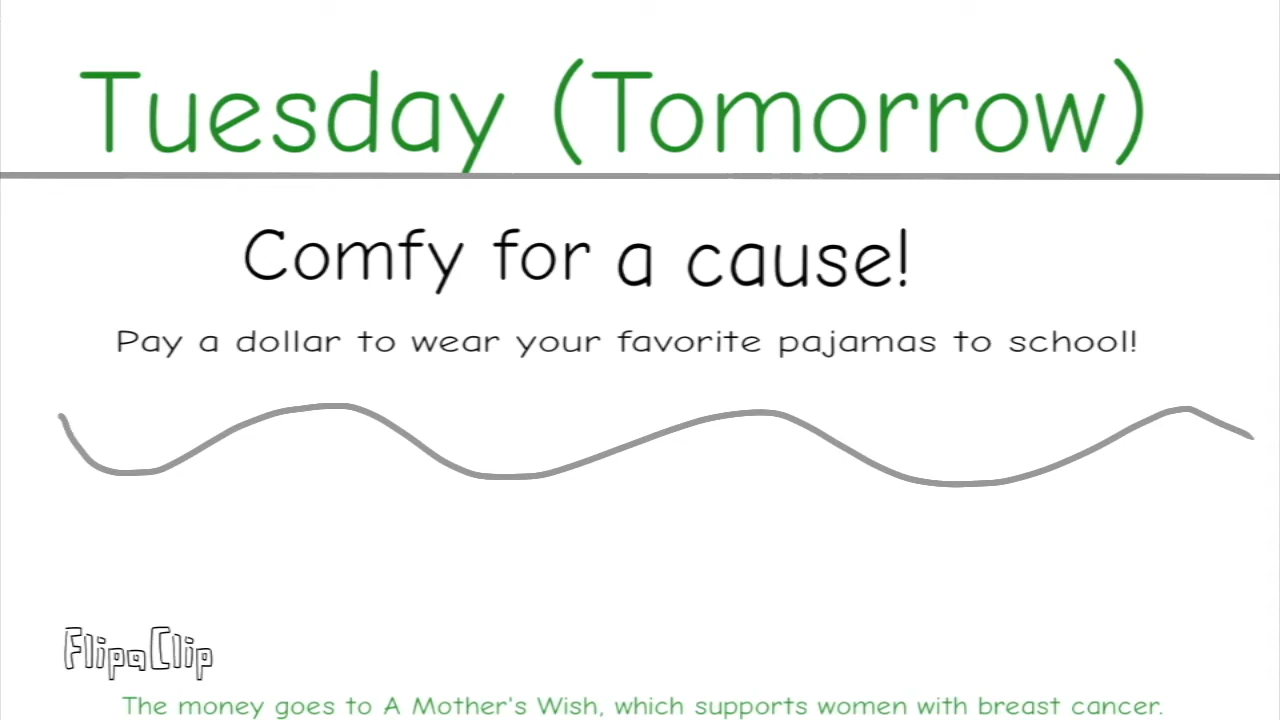 Tuesday (Tomorrow)
Comfy for a cause!
Pay a dollar to wear your favorite pajamas to school!
FlipaClip
The money goes to A Mother's Wish, which supports women with breast cancer.